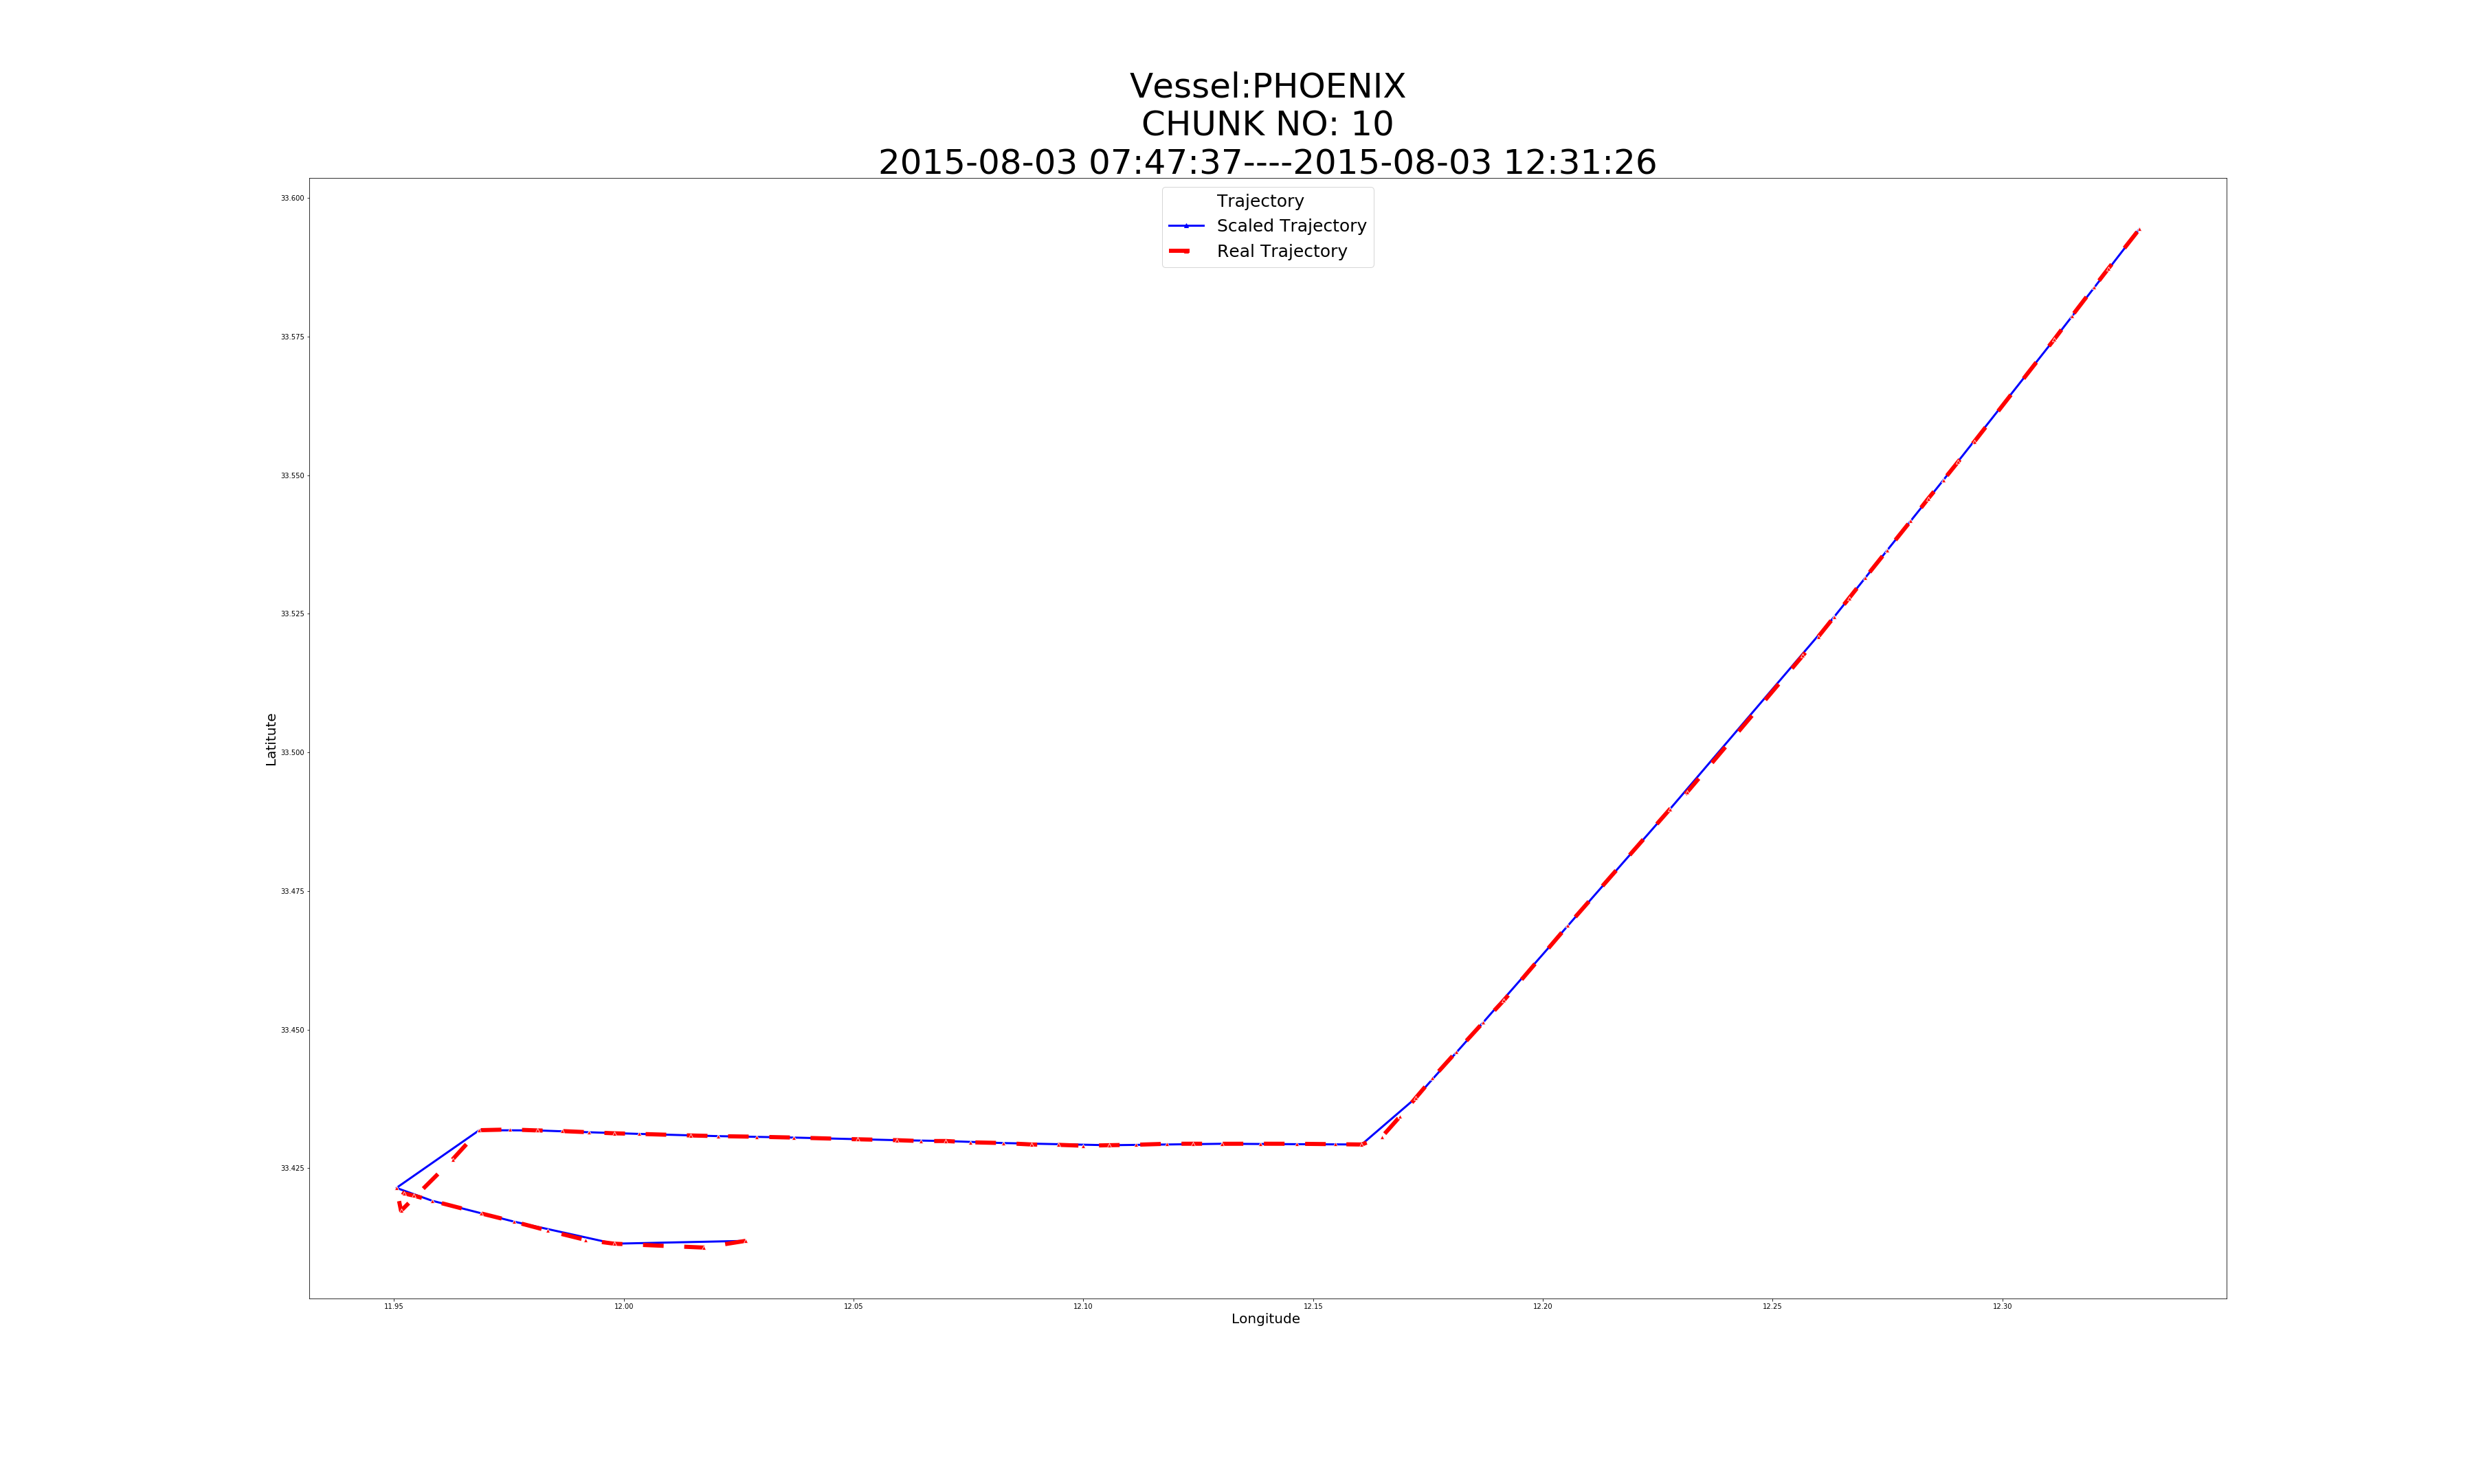 Vessel:PHOENIX
CHUNK NO: 10
2015-08-03 07:47:37----2015-08-03 12:31:26
Trajectory
Scaled Trajectory
Real Trajectory
33.600
33.575
33.550
33.525
33.500
33.475
33.450
33.425
Latitute
11.95 12.00 12.05 12.10 12.15 12.20 12.25 12.30
Longitude